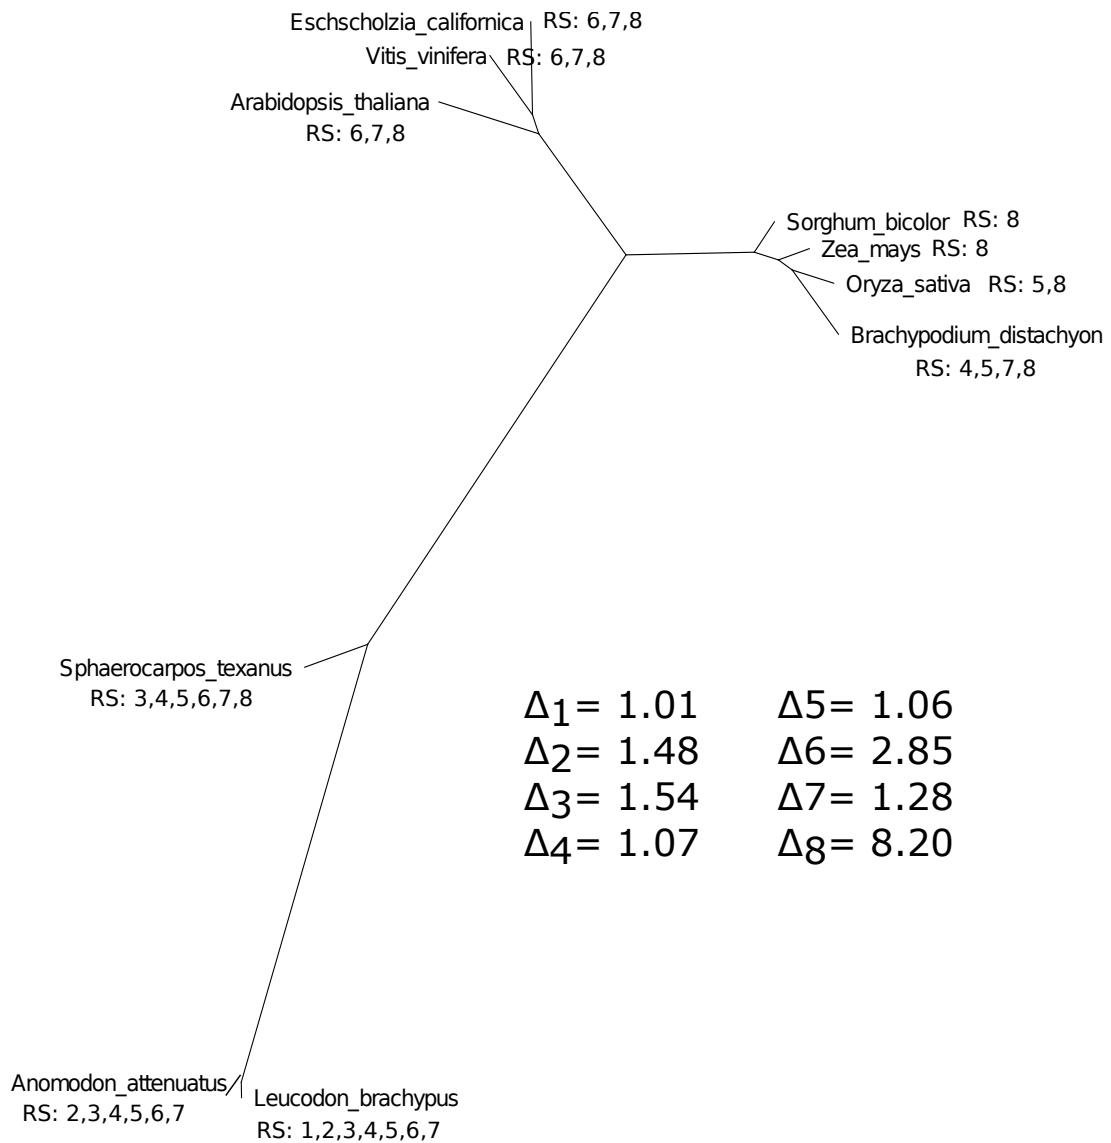 Eschscholzia_californica RS: 6,7,8
Vitis_vinifera RS: 6,7,8
Arabidopsis_thaliana
RS: 6,7,8
Sorghum_bicolor RS: 8
Zea_mays RS: 8
Oryza_sativa RS: 5,8
Brachypodium_distachyon
RS: 4,5,7,8
Sphaerocarpos_texanus
RS: 3,4,5,6,7,8
Δ1= 1.01 Δ5= 1.06
Δ2= 1.48 Δ6= 2.85
Δ3= 1.54 Δ7= 1.28
Δ4= 1.07 Δ8= 8.20
Anomodon_attenuatus
RS: 2,3,4,5,6,7
Leucodon_brachypus
RS: 1,2,3,4,5,6,7